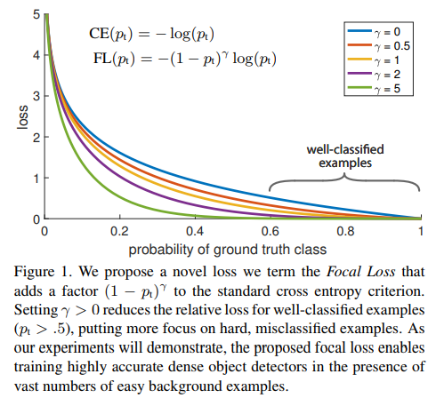 5
CE(pt) = − log(pt)
FL(pt) = −(1 − pt)γ log(pt)
γ = 0
γ = 0.5
γ = 1
γ = 2
γ = 5
4
3
loss
2
well-classified
examples
1
0
0
0.2
0.4
0.6
0.8
1
probability of ground truth class
Figure 1. We propose a novel loss we term the Focal Loss that
adds a factor (1 − pt)γ to the standard cross entropy criterion.
Setting γ > 0 reduces the relative loss for well-classified examples
(pt > .5), putting more focus on hard, misclassified examples. As
our experiments will demonstrate, the proposed focal loss enables
training highly accurate dense object detectors in the presence of
vast numbers of easy background examples.